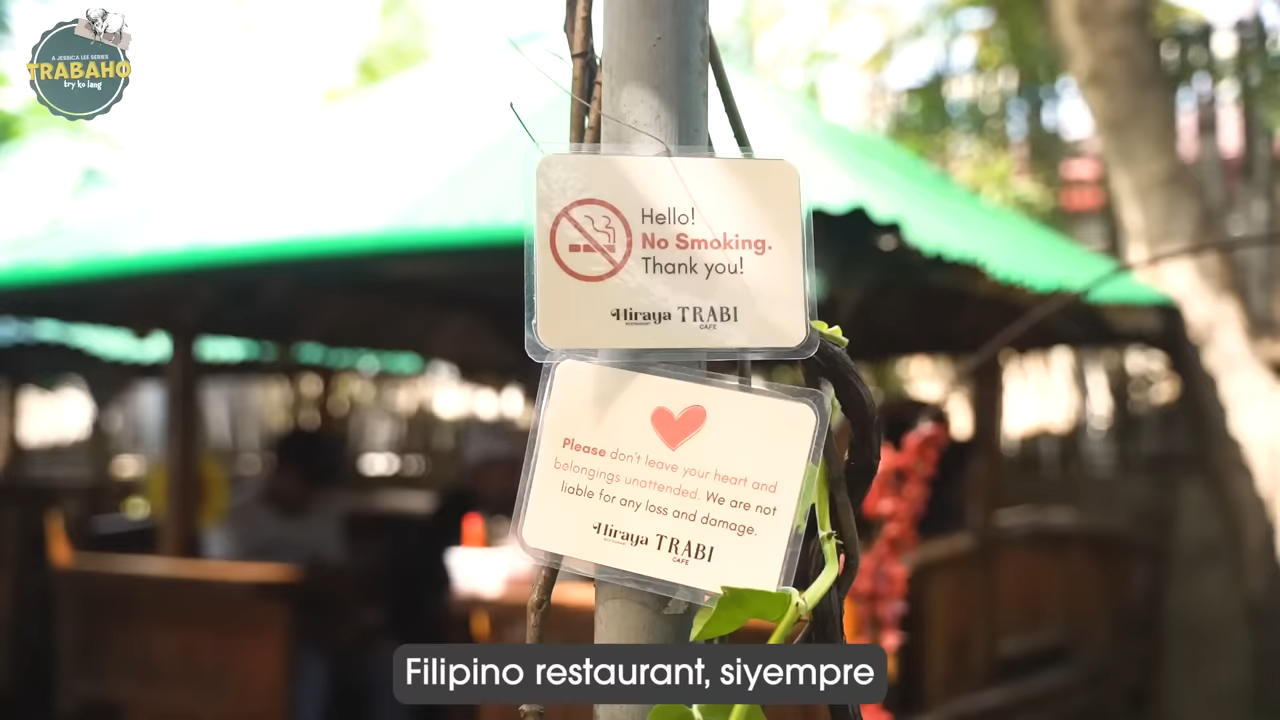 A JESSICA LEE SERIES
TRABAHO
try ko lang
Hello!
No Smoking.
Thank you!
Hiraya TRABI
RESTAURANT CAFE
Please don't leave your heart and
belongings unattended. We are not
liable for any loss and damage.
Hiraya TRABI
CAFE
Filipino restaurant, siyempre